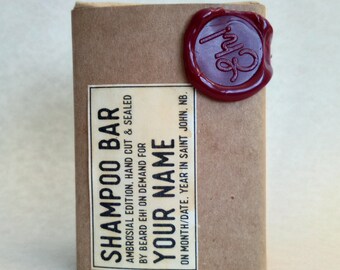 SHAMPOO BAR
AMBROSIAL EDITION, HAND CUT & SEALED
BY BEARD EH! ON DEMAND FOR
YOUR NAME
ON MONTH/DATE, YEAR IN SAINT JOHN, NB.
Eh!